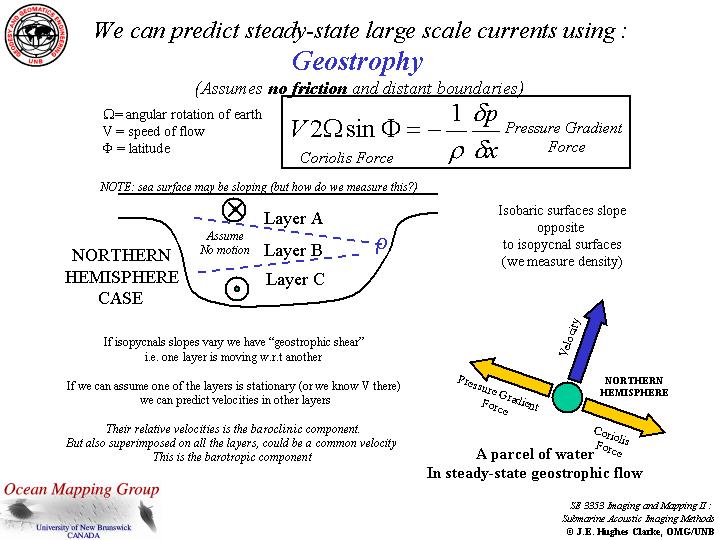 We can predict steady-state large scale currents using :
Geostrophy
(Assumes no friction and distant boundaries)
Ω= angular rotation of earth
V = speed of flow
Φ = latitude
V 2Ω sin Φ = − 1/ρ δp/δx
Coriolis Force
Pressure Gradient
Force
NOTE: sea surface may be sloping (but how do we measure this?)
Layer A
Assume
No motion
Layer B
ρ
Layer C
NORTHERN
HEMISPHERE
CASE
Isobaric surfaces slope
opposite
to isopycnal surfaces
(we measure density)
If isopycnals slopes vary we have “geostrophic shear”
i.e. one layer is moving w.r.t another
If we can assume one of the layers is stationary (or we know V there)
we can predict velocities in other layers
Their relative velocities is the baroclinic component.
But also superimposed on all the layers, could be a common velocity
This is the barotropic component
Velocity
Pressure Gradient
Force
NORTHERN
HEMISPHERE
Coriolis
Force
A parcel of water
In steady-state geostrophic flow
GEODESY AND GEOMATICS ENGINEERING
UNB
Ocean Mapping Group
University of New Brunswick
CANADA
SE 3353 Imaging and Mapping II :
Submarine Acoustic Imaging Methods
© J.E. Hughes Clarke, OMG/UNB